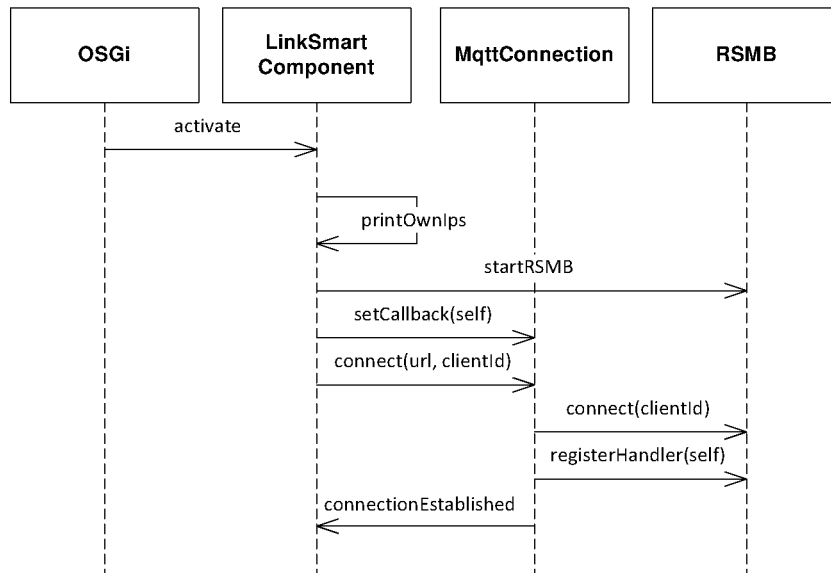 OSGi
LinkSmart
Component
MqttConnection
RSMB
activate
printOwnIps
startRSMB
setCallback(self)
connect(url, clientId)
connect(clientId)
registerHandler(self)
connectionEstablished